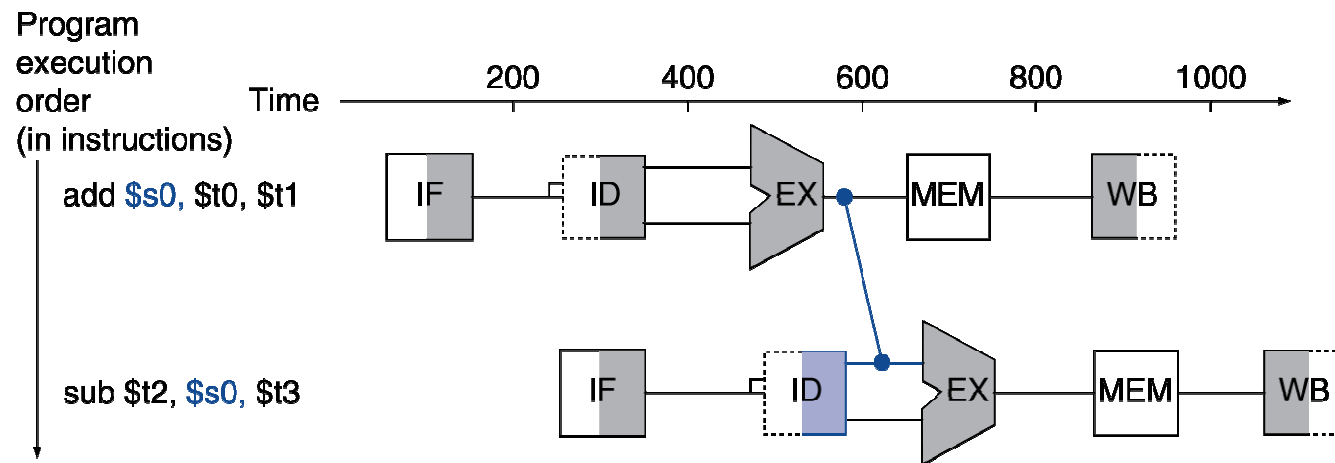 Program
execution
order
(in instructions)
Time
200 400 600 800 1000
add $s0, $t0, $t1
IF ID EX MEM WB
sub $t2, $s0, $t3
IF ID EX MEM WB